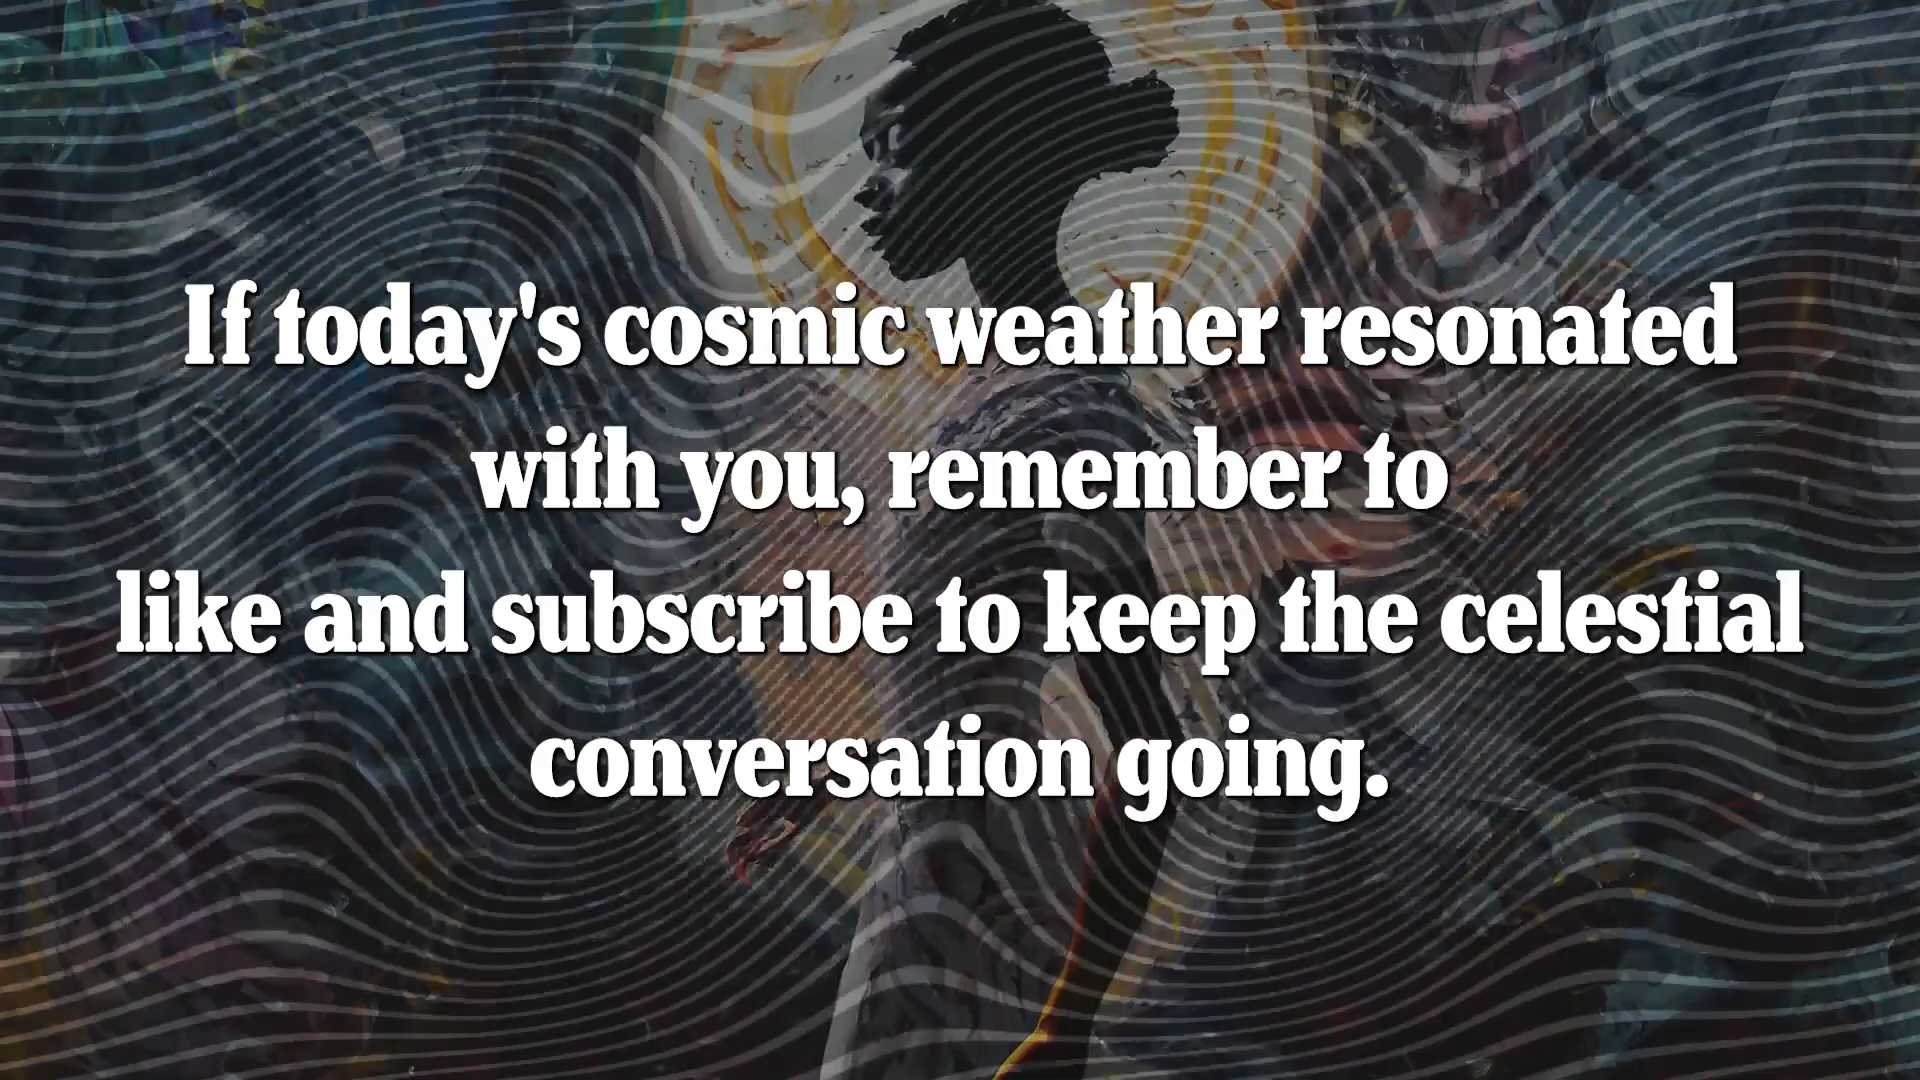 If today's cosmic weather resonated
with you, remember to
like and subscribe to keep the celestial
conversation going.